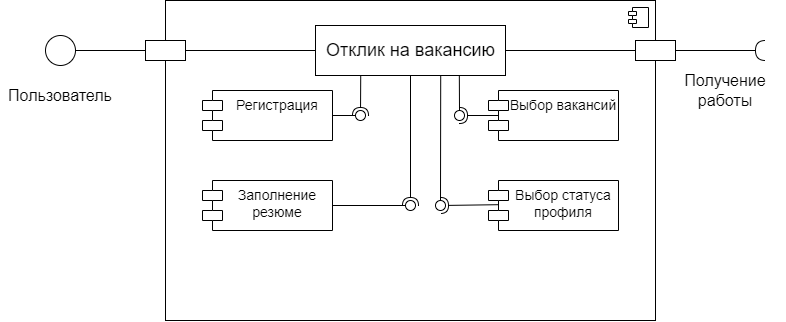 Отклик на вакансию
Пользователь
Получение
работы
Регистрация
Выбор вакансий
Заполнение
резюме
Выбор статуса
профиля